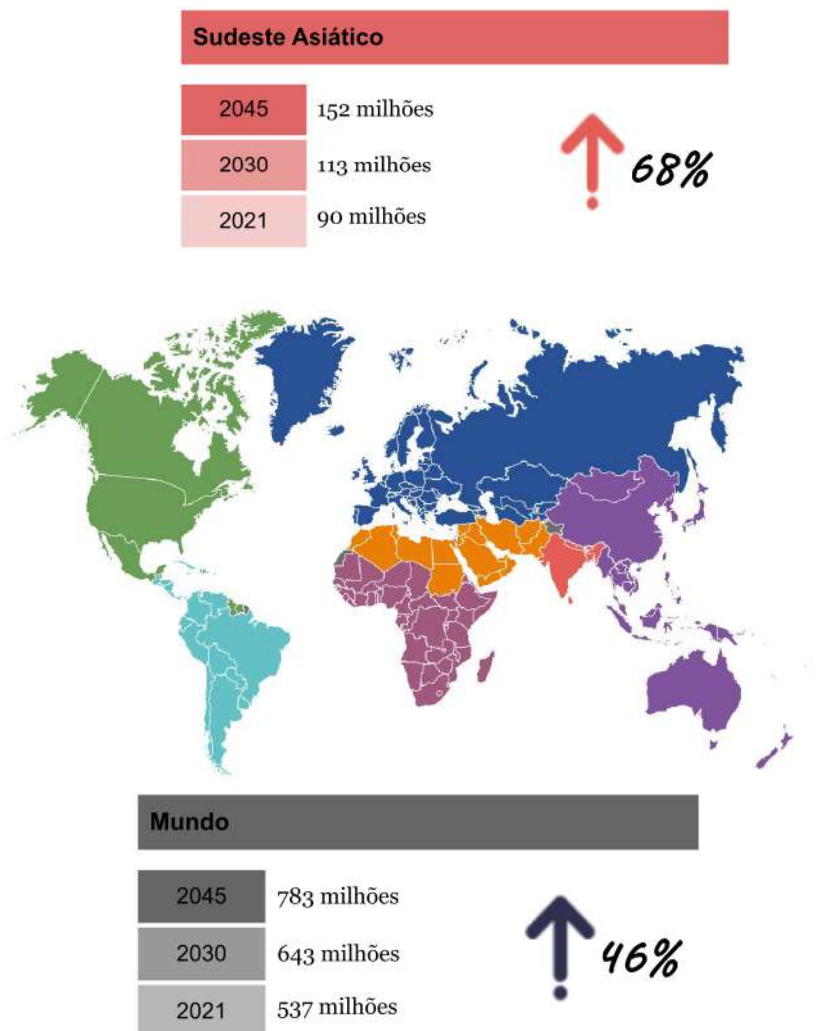 Sudeste Asiático
2045 152 milhões
2030 113 milhões
2021 90 milhões
68%
Mundo
2045 783 milhões
2030 643 milhões
2021 537 milhões
46%